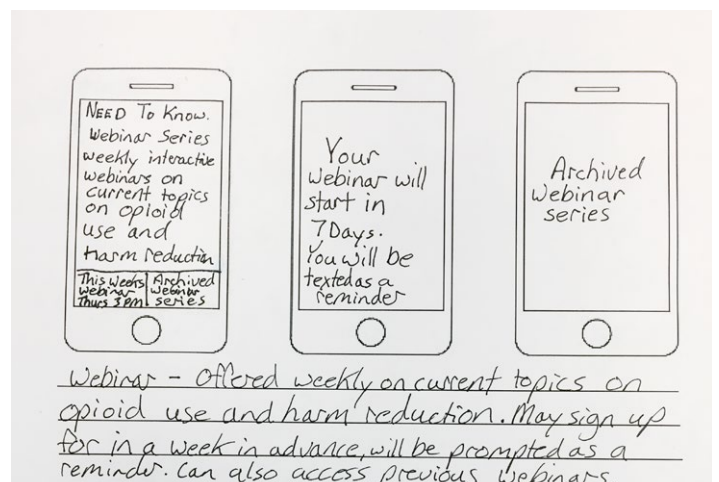 NEED To Know.
Webinar Series
weekly interactive
webinars on
current topics
on opioid
use and
harm reduction
This weeks
webinar
Thurs 3 pm
Archived
webinar
series
Your
Webinar will
start in
7 Days.
You will be
texted as a
reminder
Archived
Webinar
series
Webinar - Offered weekly on current topics on
opioid use and harm reduction. May sign up
for in a week in advance, will be prompted as a
reminder. Can also access previous webinars